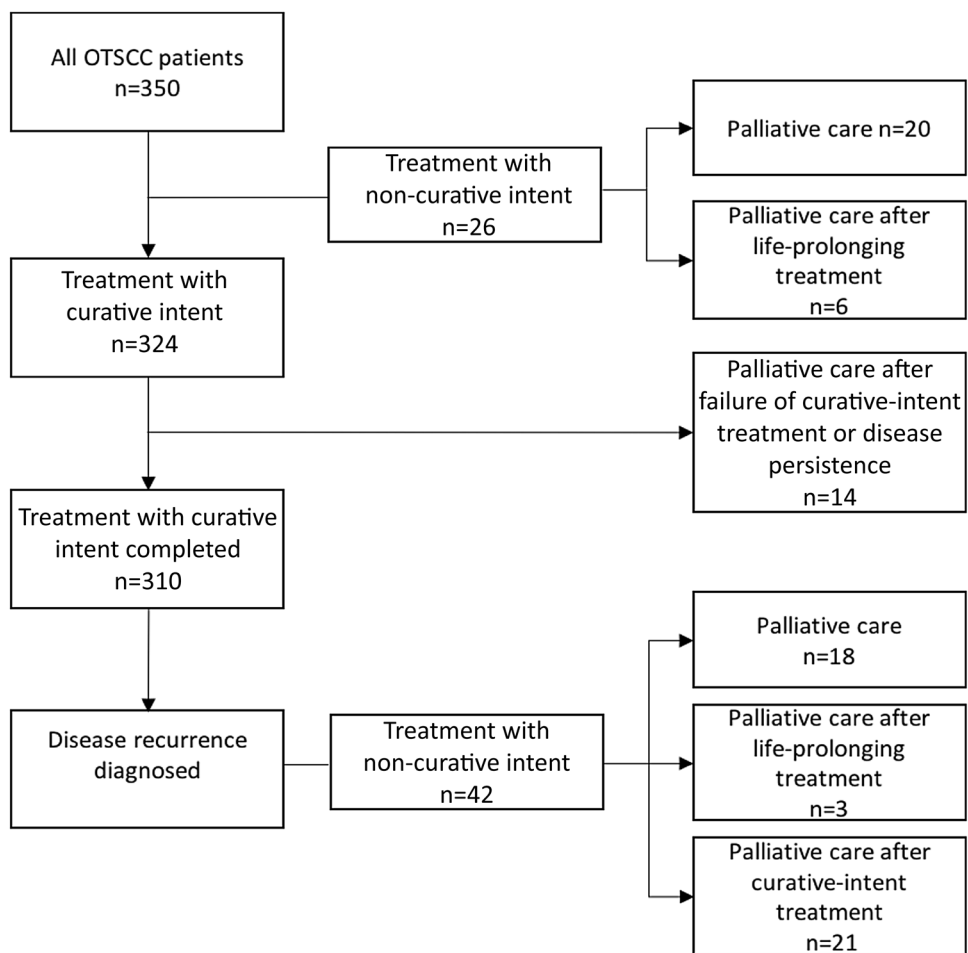 All OTSCC patients
n=350
Treatment with
non-curative intent
n=26
Palliative care n=20
Palliative care after
life-prolonging
treatment
n=6
Treatment with
curative intent
n=324
Palliative care after
failure of curative-intent
treatment or disease
persistence
n=14
Treatment with curative
intent completed
n=310
Disease recurrence
diagnosed
Treatment with
non-curative intent
n=42
Palliative care
n=18
Palliative care after
life-prolonging
treatment
n=3
Palliative care after
curative-intent
treatment
n=21